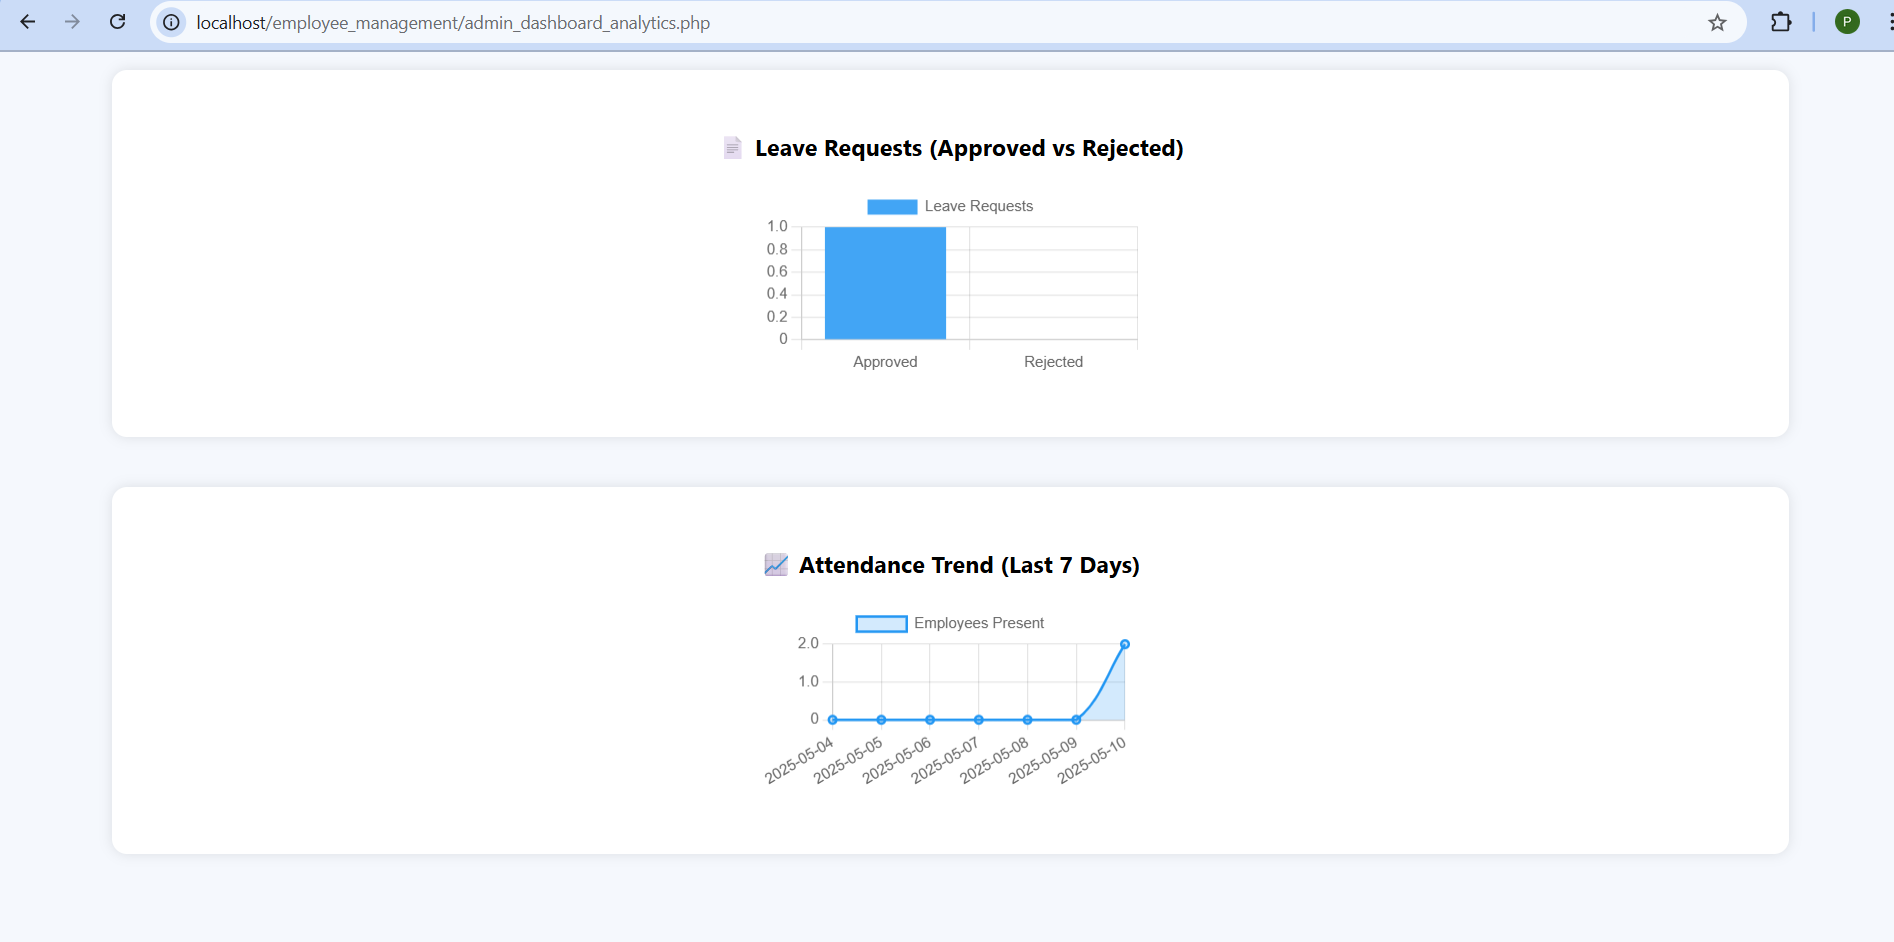 localhost/employee_management/admin_dashboard_analytics.php
P
Leave Requests (Approved vs Rejected)
Leave Requests
1.0
0.8
0.6
0.4
0.2
0
Approved Rejected
Attendance Trend (Last 7 Days)
Employees Present
2.0
1.0
0
2025-05-04 2025-05-05 2025-05-06 2025-05-07 2025-05-08 2025-05-09 2025-05-10